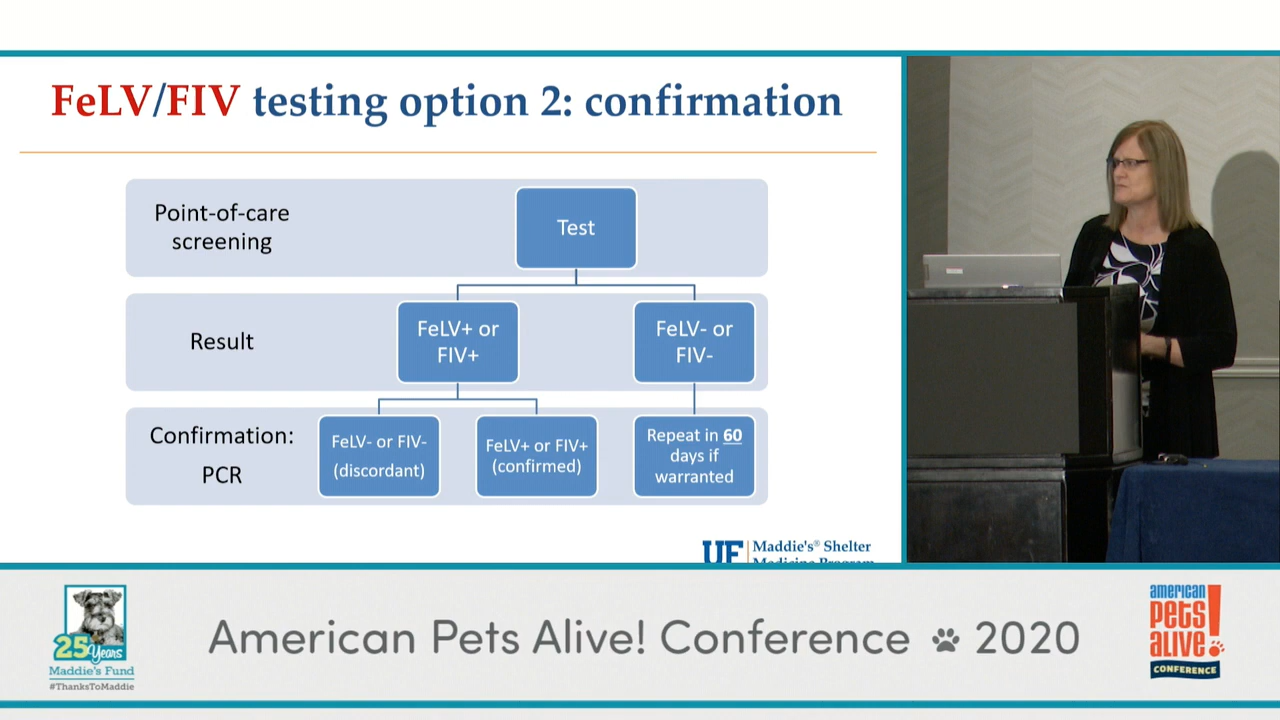 FeLV/FIV testing option 2: confirmation
Point-of-care
screening
Test
Result
FeLV+ or
FIV+
FeLV- or
FIV-
Confirmation:
PCR
FeLV- or FIV-
(discordant)
FeLV+ or FIV+
(confirmed)
Repeat in 60
days if
warranted
UF
Maddie's® Shelter
Medicine Program
25 Years
Maddie's Fund
#ThanksToMaddie
American Pets Alive! Conference 2020
american
PETS
ALIVE!
CONFERENCE